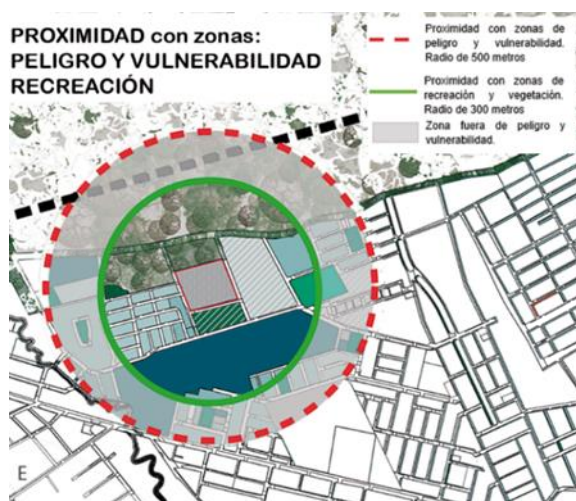 PROXIMIDAD con zonas:
PELIGRO Y VULNERABILIDAD
RECREACIÓN
Proximidad con zonas de
peligro y vulnerabilidad.
Radio de 500 metros
Proximidad con zonas de
recreación y vegetación.
Radio de 300 metros
Zona fuera de peligro y
vulnerabilidad.
E